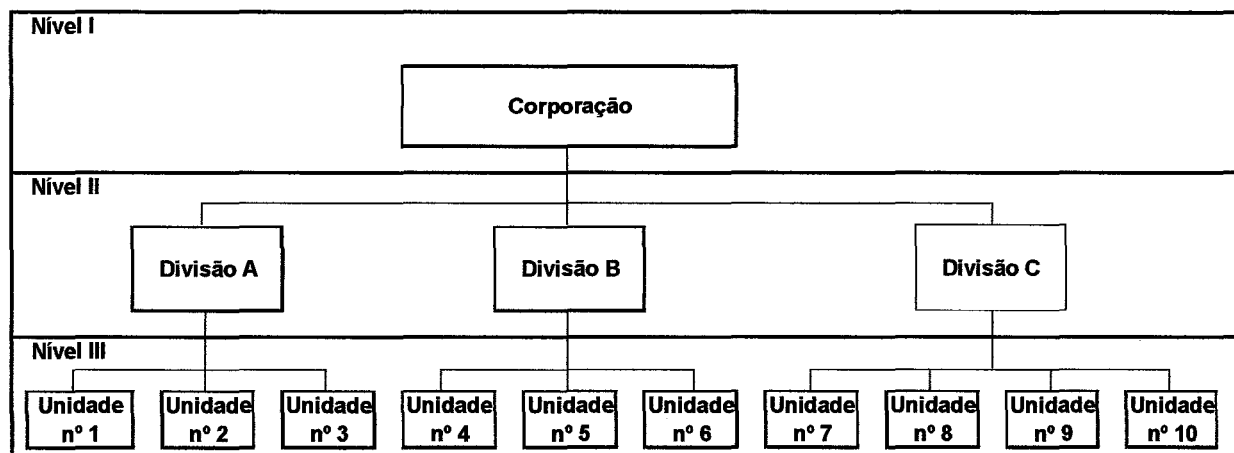 Nível I
Corporação
Nível II
Divisão A
Divisão B
Divisão C
Nível III
Unidade
nº 1
Unidade
nº 2
Unidade
nº 3
Unidade
nº 4
Unidade
nº 5
Unidade
nº 6
Unidade
nº 7
Unidade
nº 8
Unidade
nº 9
Unidade
nº 10